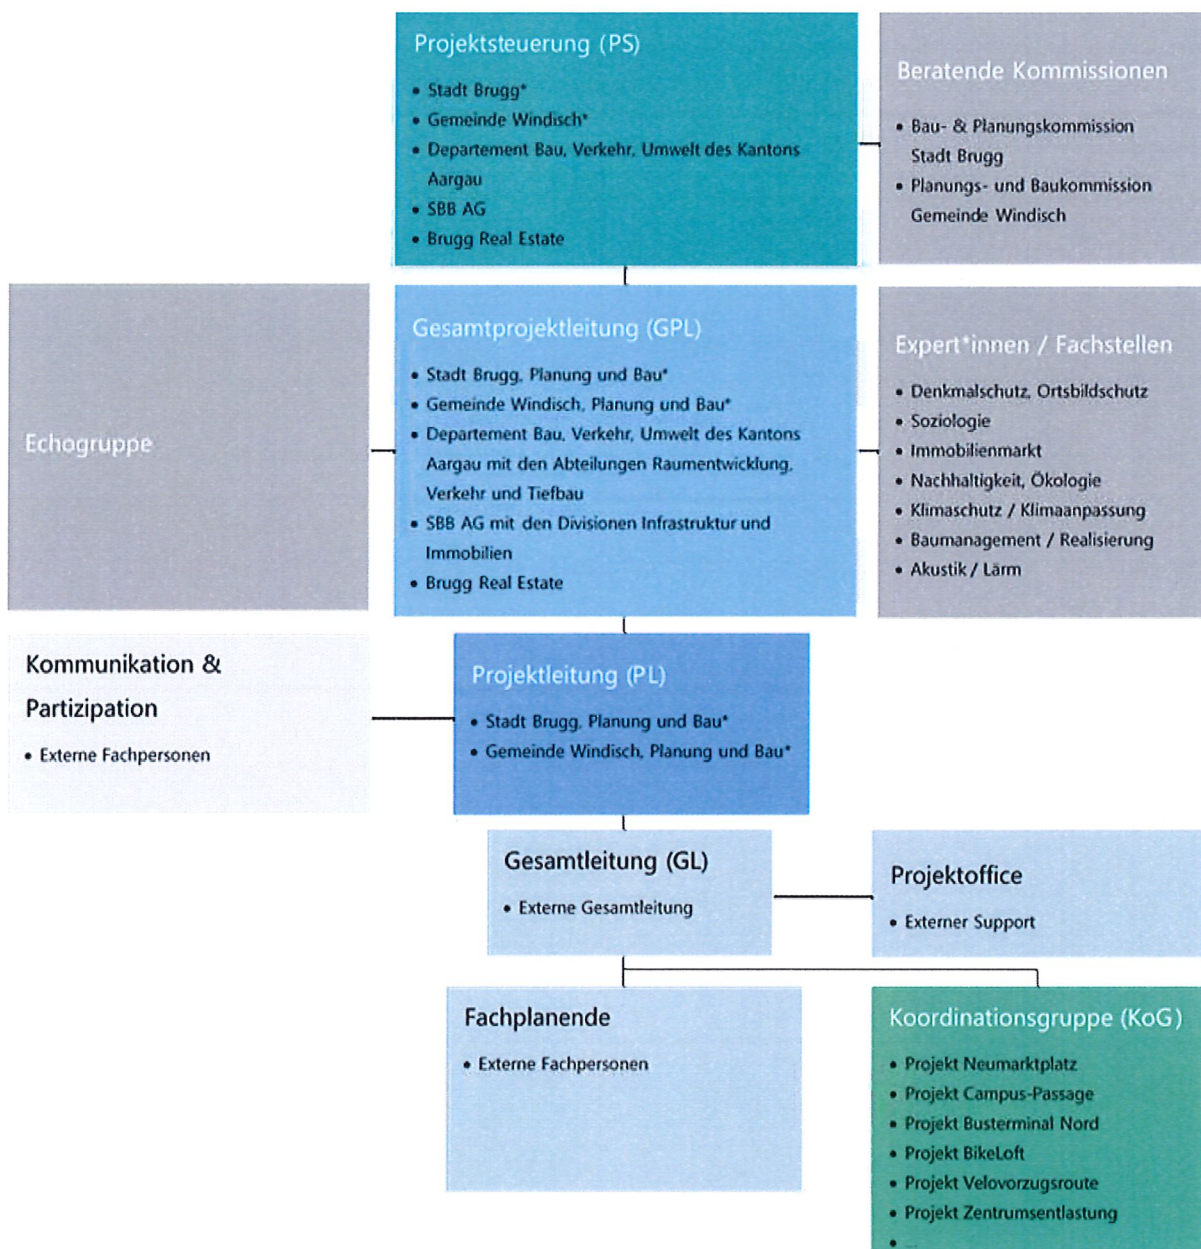 Projektsteuerung (PS)
• Stadt Brugg*
• Gemeinde Windisch*
• Departement Bau, Verkehr, Umwelt des Kantons
Aargau
• SBB AG
• Brugg Real Estate
Beratende Kommissionen
• Bau- & Planungskommission
Stadt Brugg
• Planungs- und Baukommission
Gemeinde Windisch
Echogruppe
Gesamtprojektleitung (GPL)
• Stadt Brugg, Planung und Bau*
• Gemeinde Windisch, Planung und Bau*
• Departement Bau, Verkehr, Umwelt des Kantons
Aargau mit den Abteilungen Raumentwicklung,
Verkehr und Tiefbau
• SBB AG mit den Divisionen Infrastruktur und
Immobilien
• Brugg Real Estate
Expert*innen / Fachstellen
• Denkmalschutz, Ortsbildschutz
• Soziologie
• Immobilienmarkt
• Nachhaltigkeit, Ökologie
• Klimaschutz / Klimaanpassung
• Baumanagement / Realisierung
• Akustik / Lärm
Kommunikation &
Partizipation
• Externe Fachpersonen
Projektleitung (PL)
• Stadt Brugg, Planung und Bau*
• Gemeinde Windisch, Planung und Bau*
Gesamtleitung (GL)
• Externe Gesamtleitung
Projektoffice
• Externer Support
Fachplanende
• Externe Fachpersonen
Koordinationsgruppe (KoG)
• Projekt Neumarktplatz
• Projekt Campus-Passage
• Projekt Busterminal Nord
• Projekt BikeLoft
• Projekt Velovorzugsroute
• Projekt Zentrumsentlastung
• ...